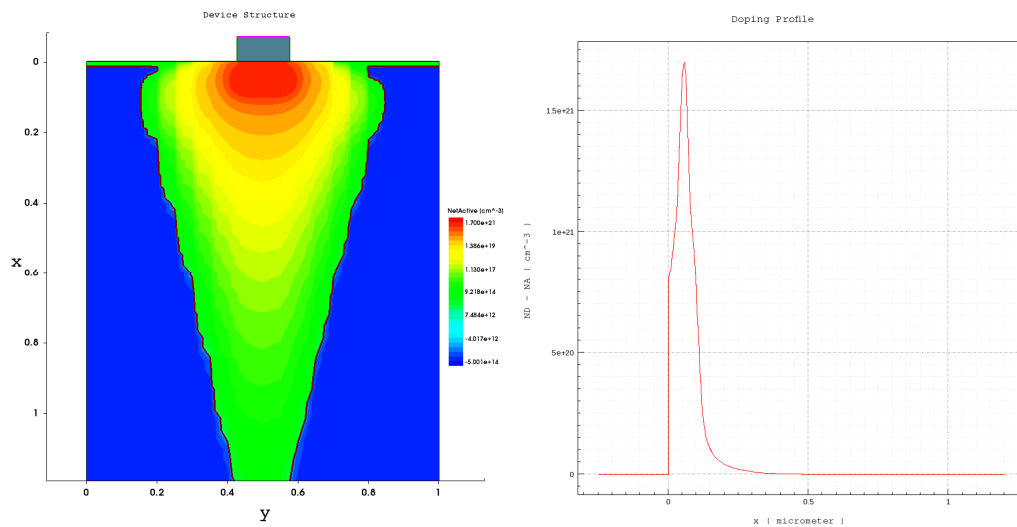 Device Structure
0
0.2
0.4
0.6
0.8
1
x
0
0.2
0.4
0.6
0.8
1
y
NetActive (cm^-3)
1.700e+21
1.386e+19
1.130e+17
9.218e+14
7.484e+12
-4.017e+12
-5.001e+14
Doping Profile
1.5e+21
1e+21
5e+20
0
ND - NA ( cm^-3 )
0
0.5
1
x ( micrometer )